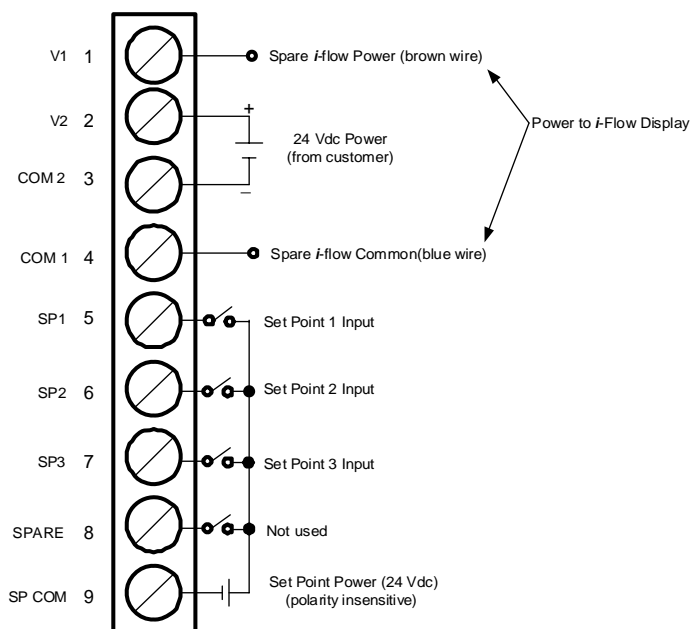 V1 1 Spare i-flow Power (brown wire)
+
V2 2
24 Vdc Power
(from customer)
Power to i-Flow Display
COM 2 3
–
COM 1 4 Spare i-flow Common(blue wire)
SP1 5 Set Point 1 Input
SP2 6 Set Point 2 Input
SP3 7 Set Point 3 Input
SPARE 8 Not used
SP COM 9 Set Point Power (24 Vdc)
(polarity insensitive)